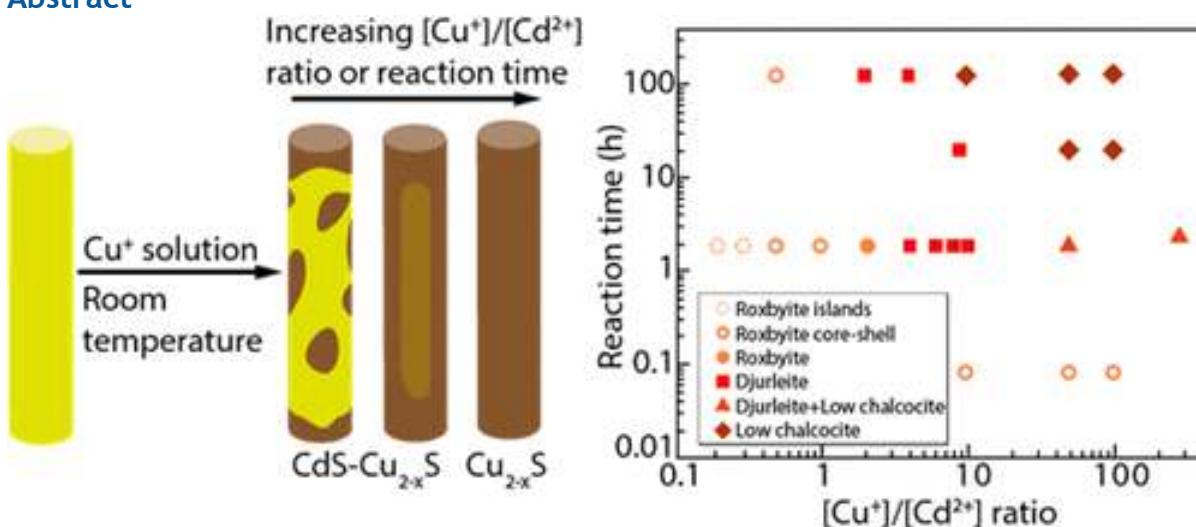 Abstract
Increasing [Cu⁺]/[Cd²⁺]
ratio or reaction time
Cu⁺ solution
Room
temperature
CdS-Cu₂₋ₓS Cu₂₋ₓS
Reaction time (h)
100
10
1
0.1
0.01
Roxbyite islands
Roxbyite core-shell
Roxbyite
Djurleite
Djurleite+Low chalcocite
Low chalcocite
0.1 1 10 100
[Cu⁺]/[Cd²⁺] ratio